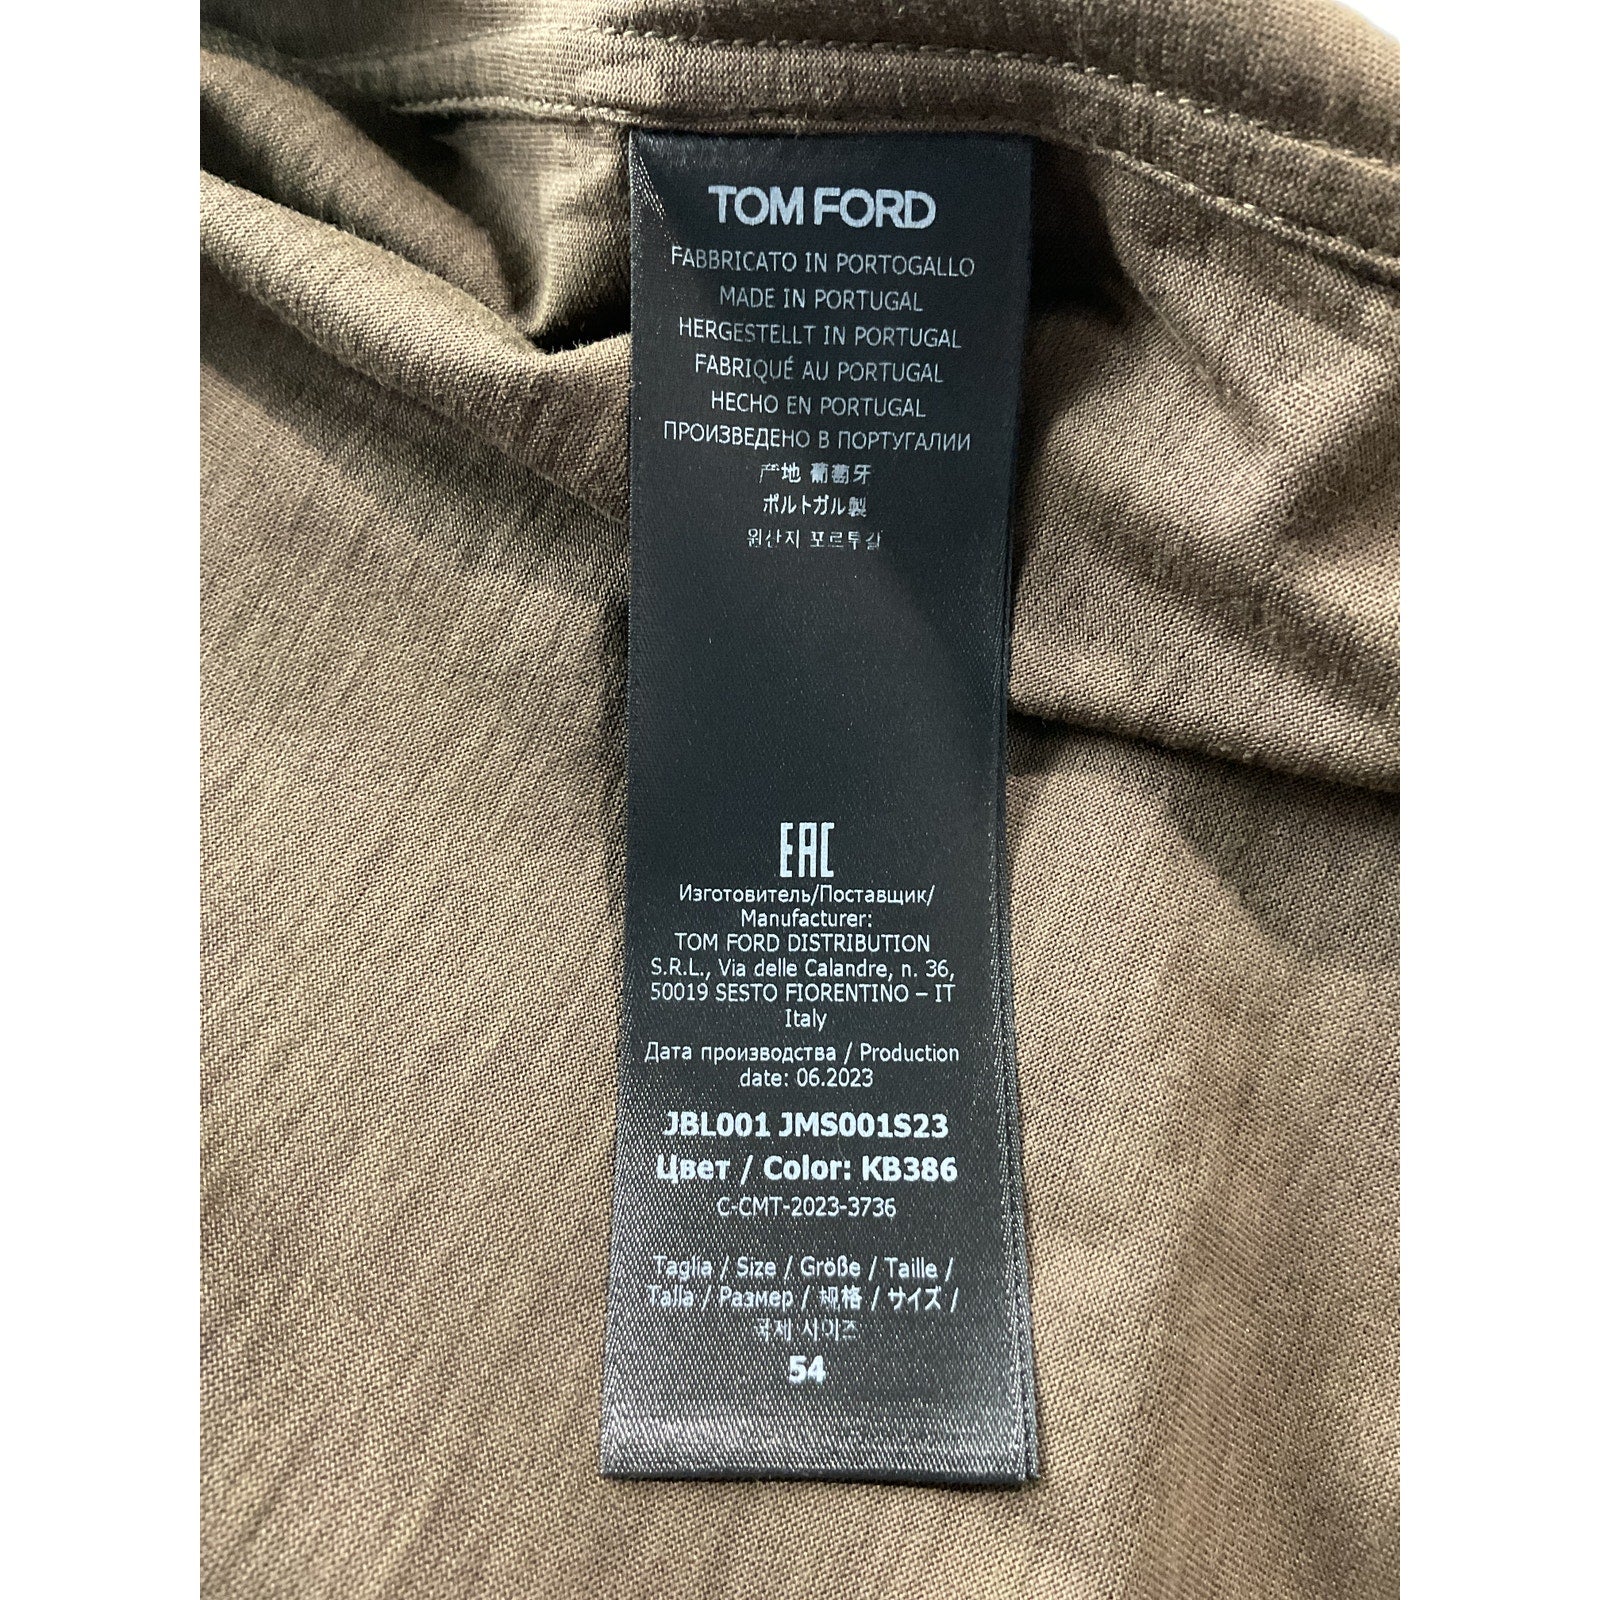 TOM FORD
FABBRICATO IN PORTOGALLO
MADE IN PORTUGAL
HERGESTELLT IN PORTUGAL
FABRIQUÉ AU PORTUGAL
HECHO EN PORTUGAL
ПРОИЗВЕДЕНО В ПОРТУГАЛИИ
产地 葡萄牙
ポルトガル製
원산지 포르투갈
EAC
Изготовитель/Поставщик/
Manufacturer:
TOM FORD DISTRIBUTION
S.R.L., Via delle Calandre, n. 36,
50019 SESTO FIORENTINO – IT
Italy
Дата производства / Production
date: 06.2023
JBL001 JMS001S23
Цвет / Color: KB386
C-CMT-2023-3736
Taglia / Size / Größe / Taille /
Talla / Размер / 规格 / サイズ /
국제 사이즈
54